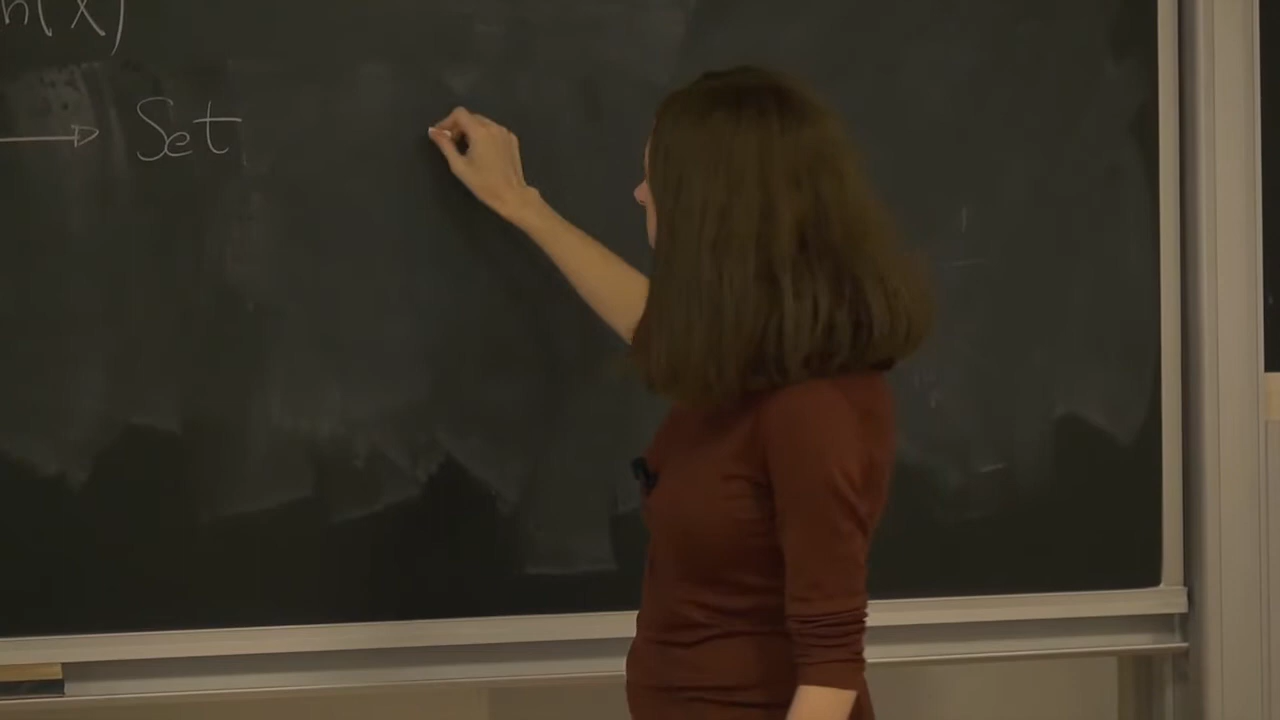 n(X)
→ Set